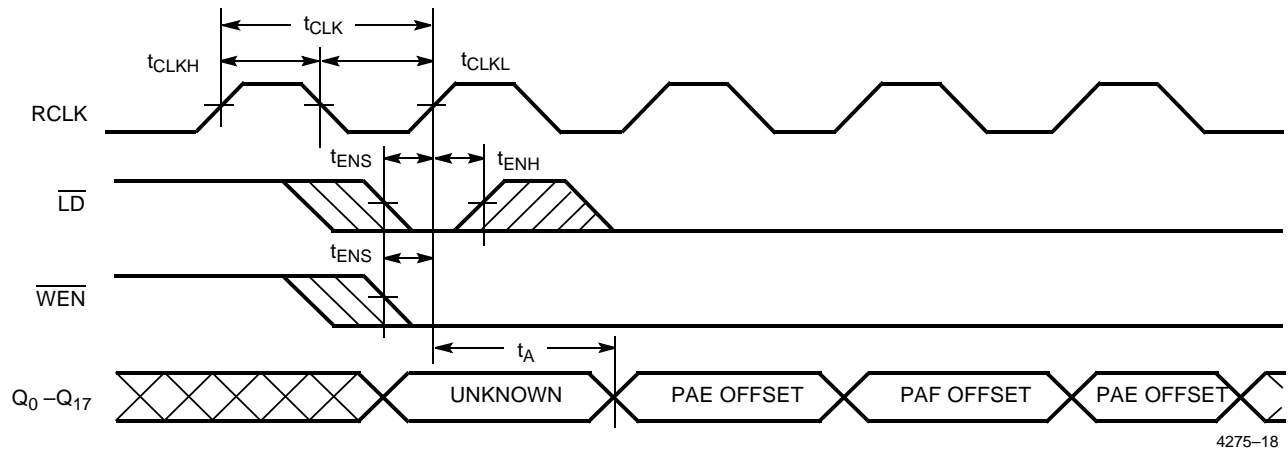 tCLK
tCLKH
tCLKL
RCLK
tENS
tENH
LD
tENS
WEN
tA
Q0 –Q17
UNKNOWN
PAE OFFSET
PAF OFFSET
PAE OFFSET
4275–18